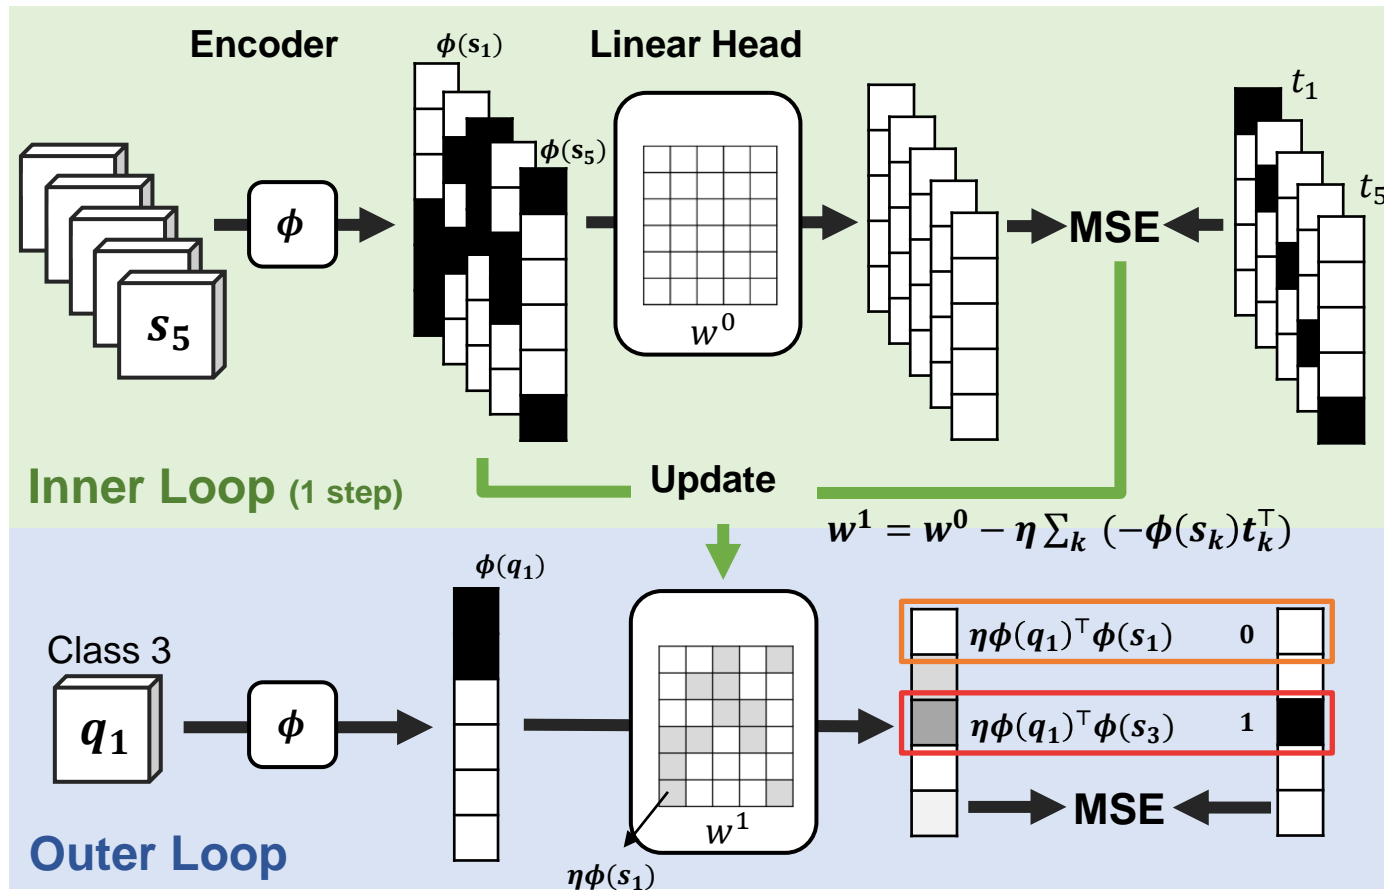 Encoder
ϕ(s₁)
Linear Head
t₁
ϕ(s₅)
t₅
s₅
ϕ
MSE
w⁰
Inner Loop (1 step)
Update
w¹ = w⁰ − η ∑ₖ (−ϕ(sₖ)tₖ^⊤)
ϕ(q₁)
Class 3
q₁
ϕ
ηϕ(q₁)^⊤ϕ(s₁) 0
ηϕ(q₁)^⊤ϕ(s₃) 1
MSE
w¹
Outer Loop
ηϕ(s₁)